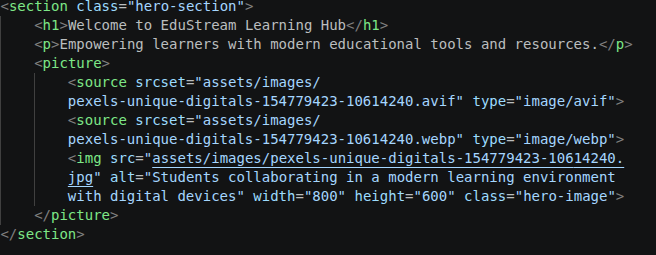 <section class="hero-section">
<h1>Welcome to EduStream Learning Hub</h1>
<p>Empowering learners with modern educational tools and resources.</p>
<picture>
<source srcset="assets/images/
pexels-unique-digitals-154779423-10614240.avif" type="image/avif">
<source srcset="assets/images/
pexels-unique-digitals-154779423-10614240.webp" type="image/webp">
<img src="assets/images/pexels-unique-digitals-154779423-10614240.
jpg" alt="Students collaborating in a modern learning environment
with digital devices" width="800" height="600" class="hero-image">
</picture>
</section>